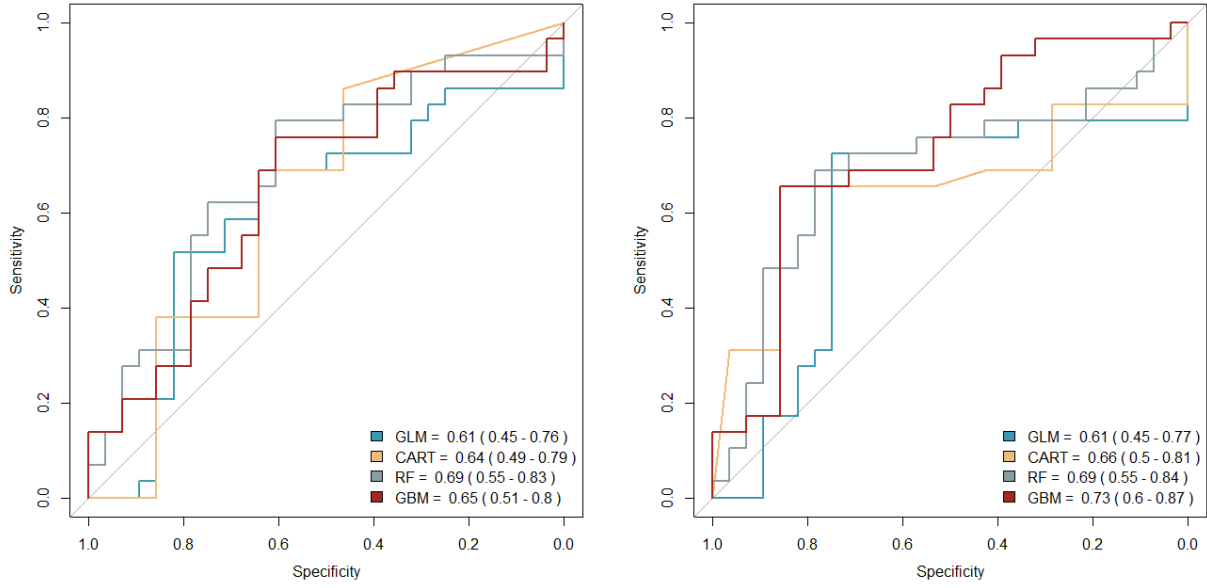 1.0
0.8
0.6
0.4
0.2
0.0
Sensitivity
GLM = 0.61 ( 0.45 - 0.76 )
CART = 0.64 ( 0.49 - 0.79 )
RF = 0.69 ( 0.55 - 0.83 )
GBM = 0.65 ( 0.51 - 0.8 )
1.0 0.8 0.6 0.4 0.2 0.0
Specificity
1.0
0.8
0.6
0.4
0.2
0.0
Sensitivity
GLM = 0.61 ( 0.45 - 0.77 )
CART = 0.66 ( 0.5 - 0.81 )
RF = 0.69 ( 0.55 - 0.84 )
GBM = 0.73 ( 0.6 - 0.87 )
1.0 0.8 0.6 0.4 0.2 0.0
Specificity